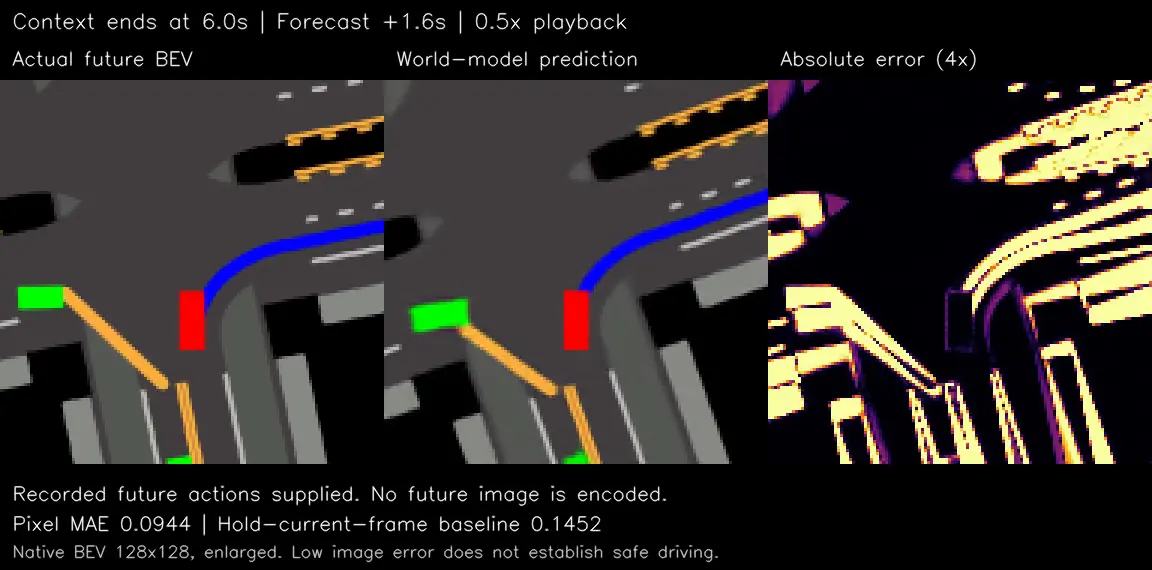 Context ends at 6.0s | Forecast +1.6s | 0.5x playback
Actual future BEV
World-model prediction
Absolute error (4x)
Recorded future actions supplied. No future image is encoded.
Pixel MAE 0.0944 | Hold-current-frame baseline 0.1452
Native BEV 128x128, enlarged. Low image error does not establish safe driving.